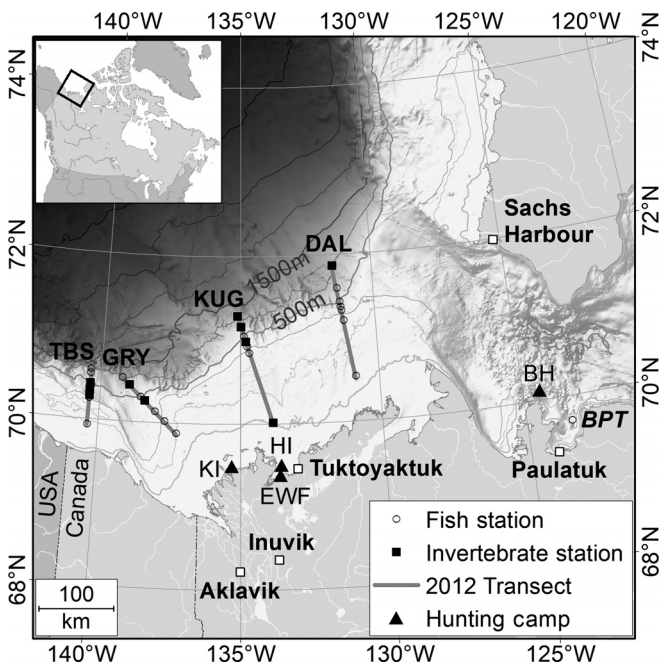 140°W
135°W
130°W
125°W
120°W
74°N
74°N
72°N
72°N
70°N
70°N
68°N
68°N
Sachs
Harbour
DAL
1500m
500m
KUG
TBS
GRY
BH
BPT
Paulatuk
HI
KI
Tuktoyaktuk
EWF
USA
Canada
Inuvik
Aklavik
Fish station
Invertebrate station
2012 Transect
Hunting camp
100
km
140°W
135°W
130°W
125°W